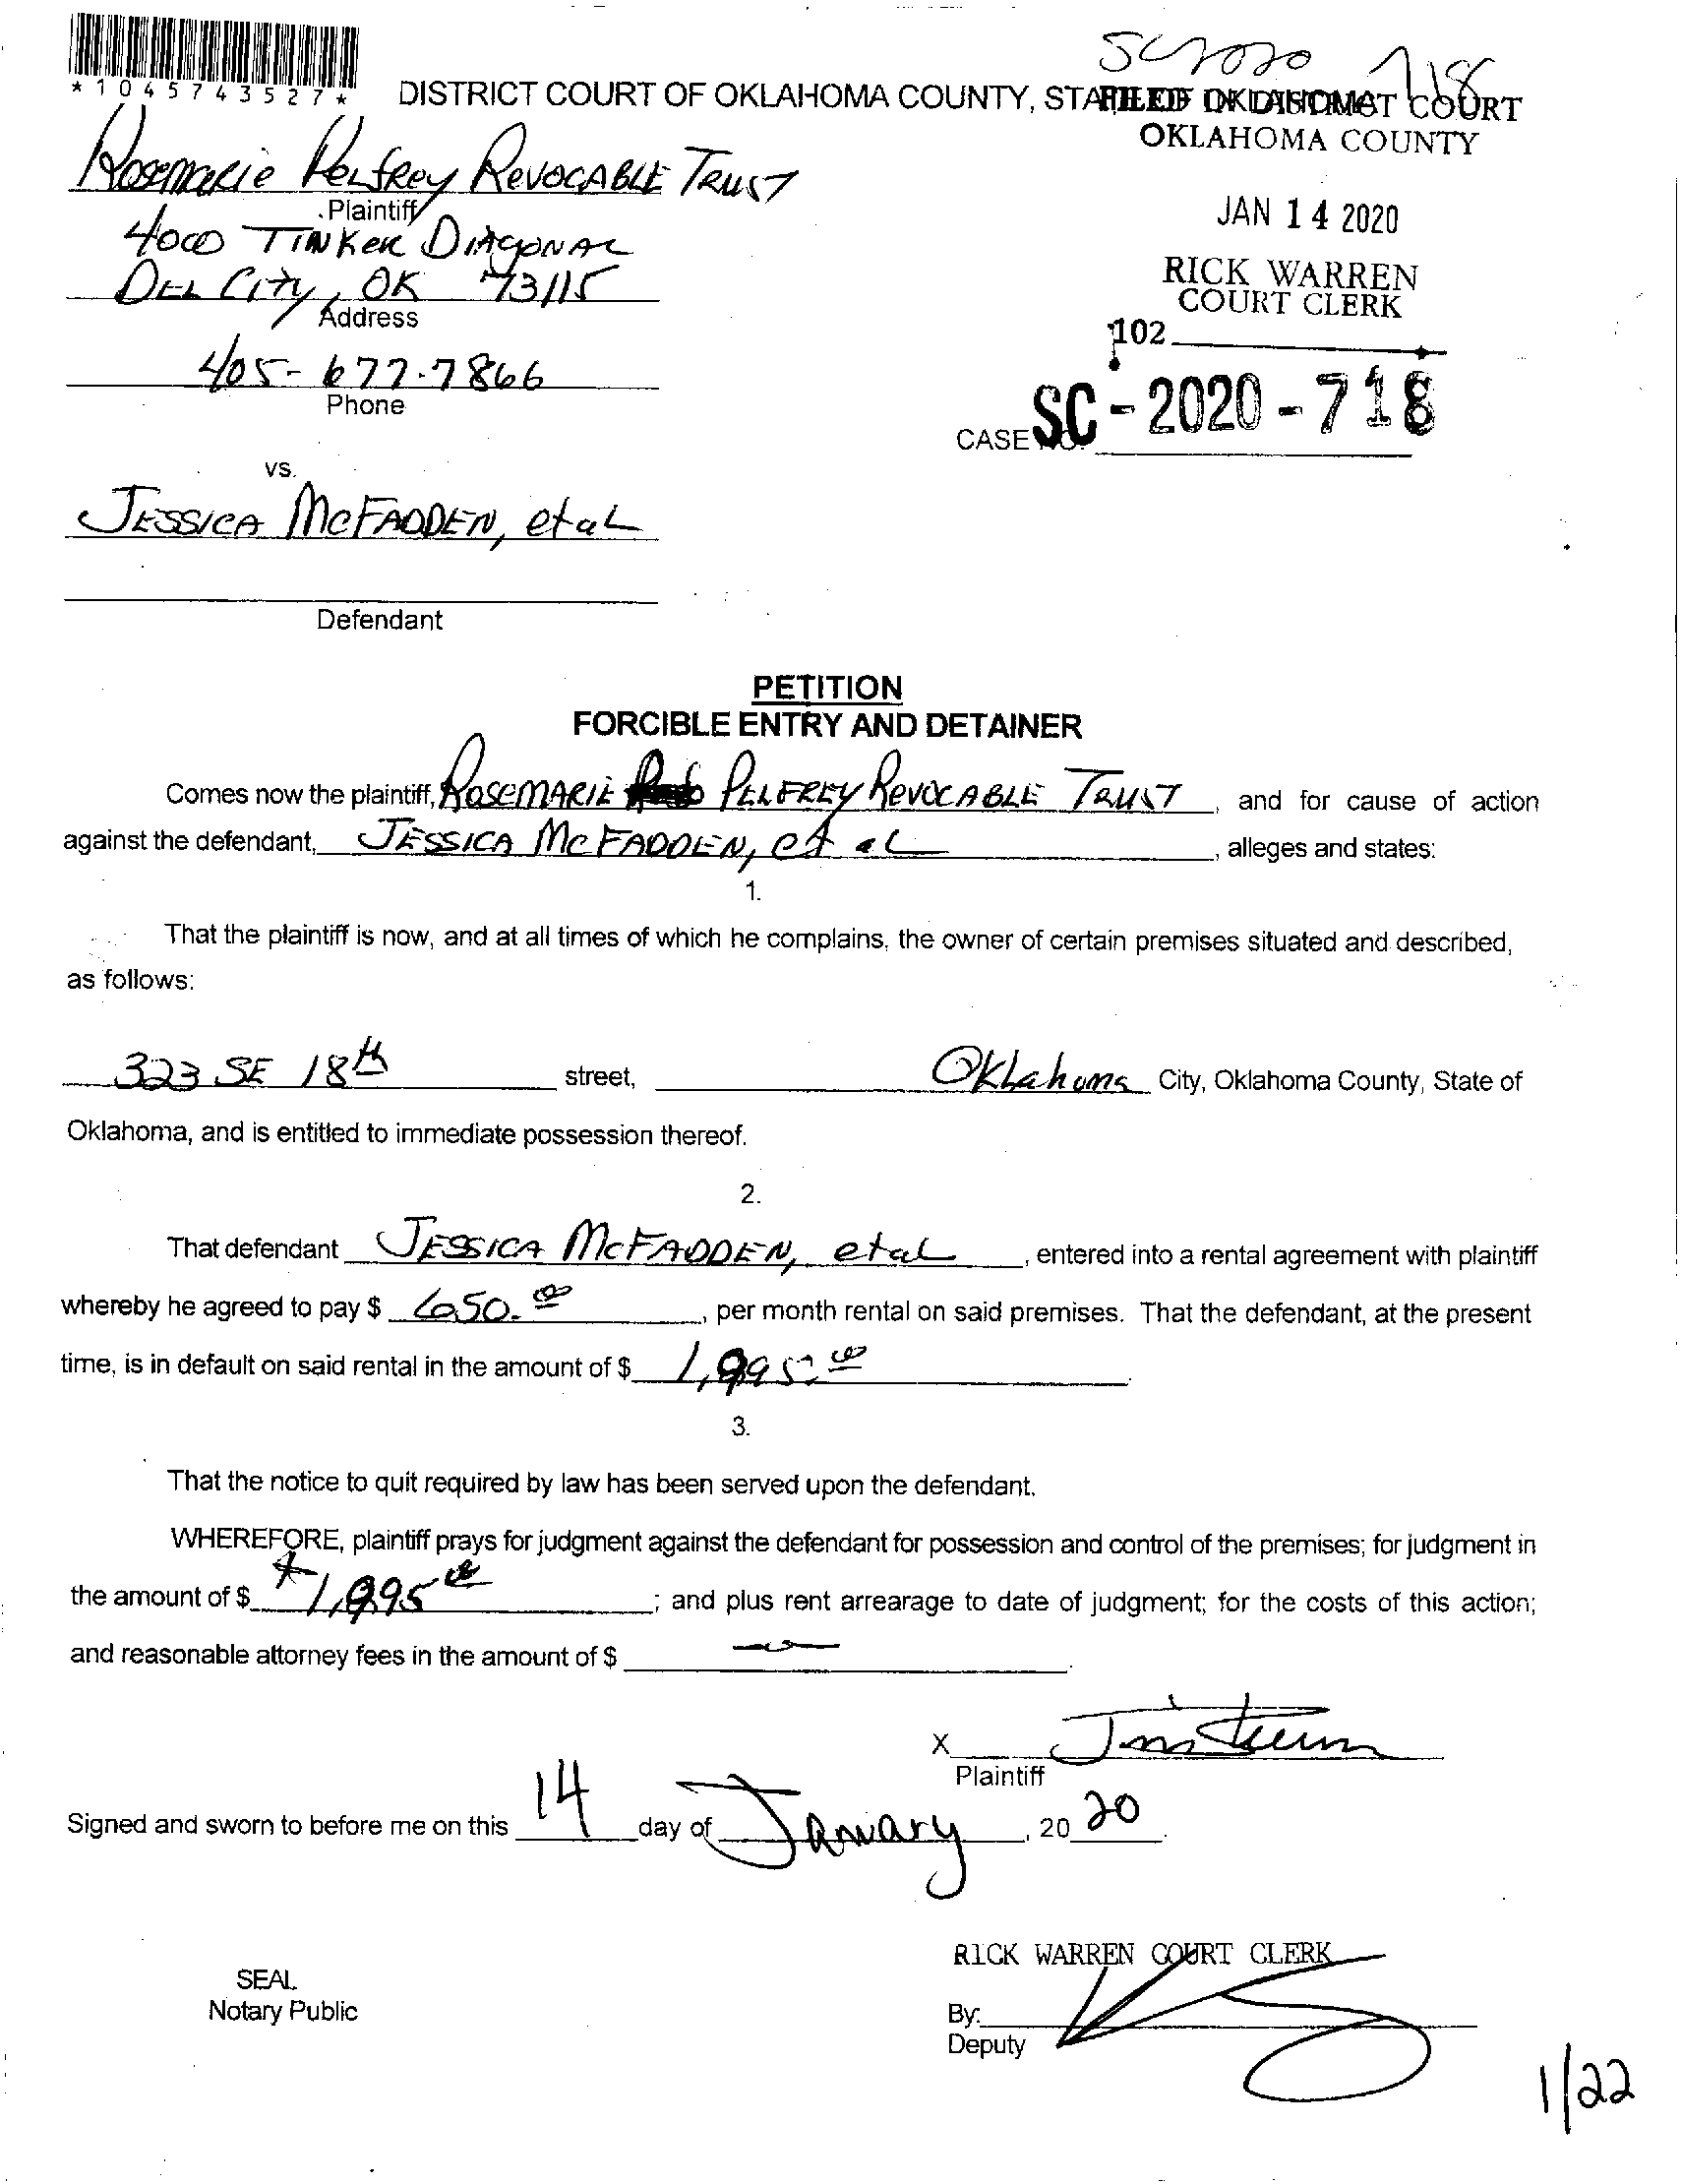 SC2020 718
*1045743527*
DISTRICT COURT OF OKLAHOMA COUNTY, STATE OF OKLAHOMA
FILED IN DISTRICT COURT
OKLAHOMA COUNTY
Rosemarie Pelfrey Revocable Trust
Plaintiff
JAN 14 2020
4000 Tinker Diagonal
RICK WARREN
COURT CLERK
Del City, OK 73115
Address
102
405-677-7866
Phone
CASE NO. SC-2020-718
vs.
Jessica McFadden, etal
Defendant
PETITION
FORCIBLE ENTRY AND DETAINER
Comes now the plaintiff, Rosemarie Pelfrey Revocable Trust, and for cause of action
against the defendant, Jessica McFadden, et al, alleges and states:
1.
That the plaintiff is now, and at all times of which he complains, the owner of certain premises situated and described,
as follows:
323 SE 18th street, Oklahoma City, Oklahoma County, State of
Oklahoma, and is entitled to immediate possession thereof.
2.
That defendant Jessica McFadden, etal, entered into a rental agreement with plaintiff
whereby he agreed to pay $ 650.00, per month rental on said premises. That the defendant, at the present
time, is in default on said rental in the amount of $ 1,995.00.
3.
That the notice to quit required by law has been served upon the defendant.
WHEREFORE, plaintiff prays for judgment against the defendant for possession and control of the premises; for judgment in
the amount of $ 1,995.00; and plus rent arrearage to date of judgment; for the costs of this action;
and reasonable attorney fees in the amount of $
X
Plaintiff
Signed and sworn to before me on this 14 day of January, 20 20.
RICK WARREN COURT CLERK
SEAL
Notary Public
By:
Deputy
1/22